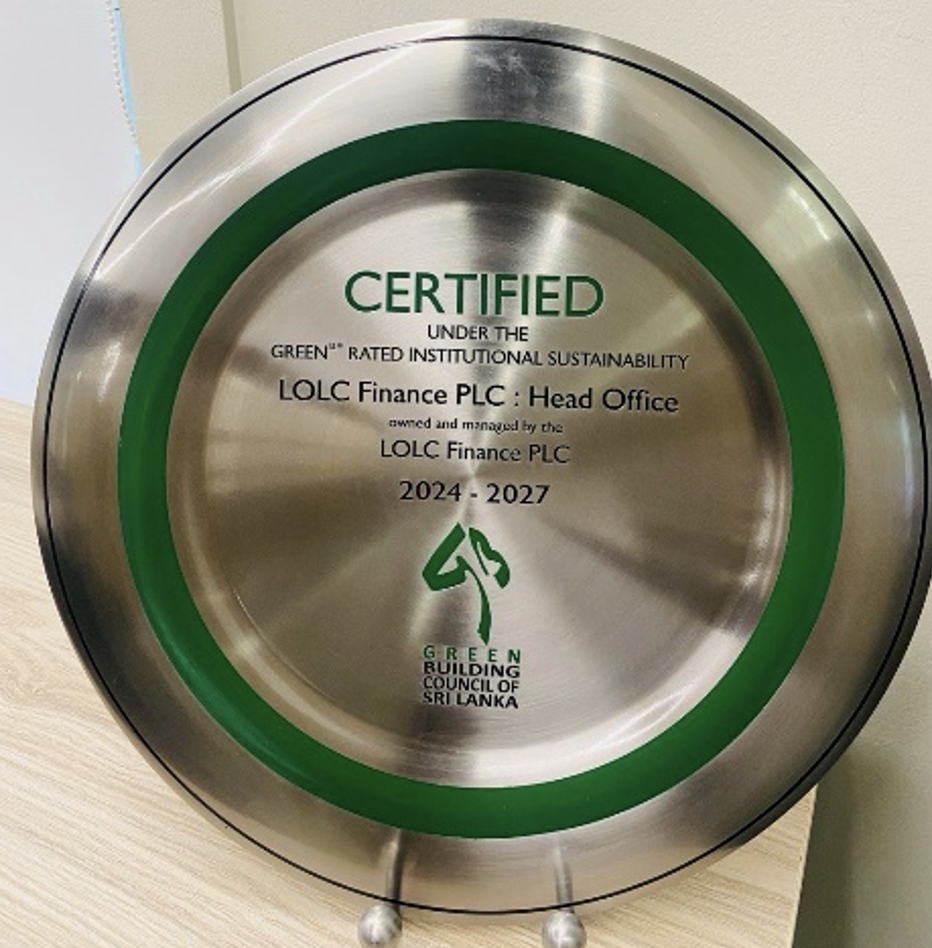 CERTIFIED
UNDER THE
GREEN RATED INSTITUTIONAL SUSTAINABILITY
LOLC Finance PLC : Head Office
owned and managed by the
LOLC Finance PLC
2024 - 2027
GREEN
BUILDING
COUNCIL OF
SRI LANKA